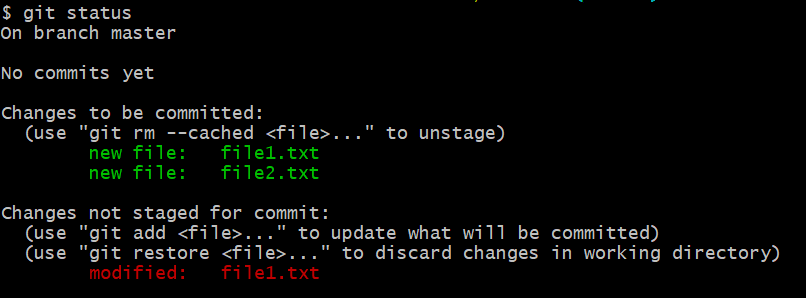 $ git status
On branch master
No commits yet
Changes to be committed:
(use "git rm --cached <file>..." to unstage)
new file: file1.txt
new file: file2.txt
Changes not staged for commit:
(use "git add <file>..." to update what will be committed)
(use "git restore <file>..." to discard changes in working directory)
modified: file1.txt